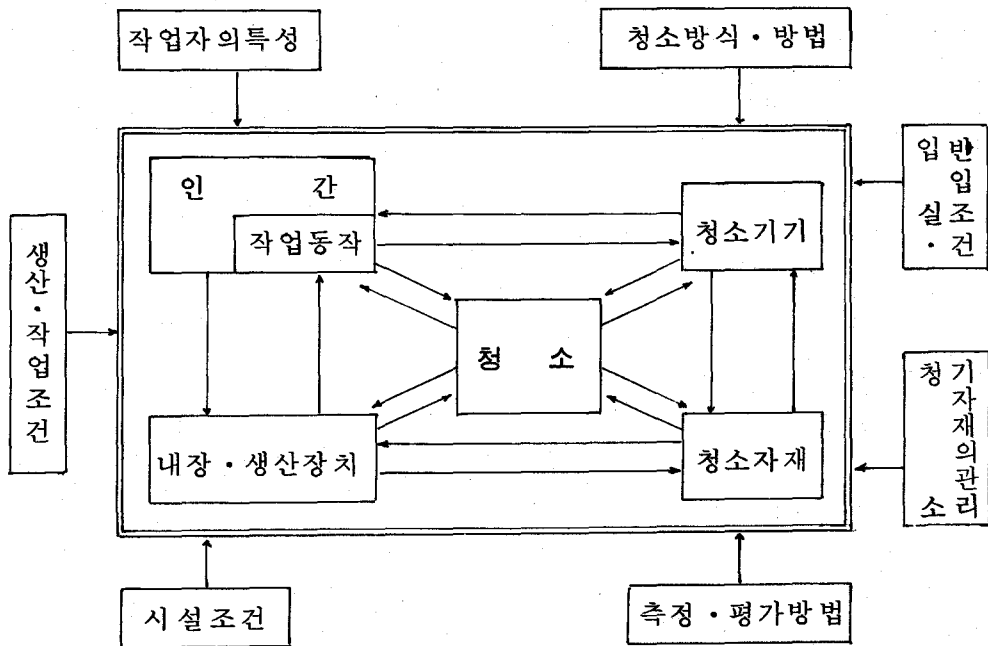 작업자의특성
청소방식・방법
인 간
작업동작
청소기기
입실・반입조건
생산・작업조건
청 소
내장・생산장치
청소자재
청소기자재의관리
시설조건
측정・평가방법